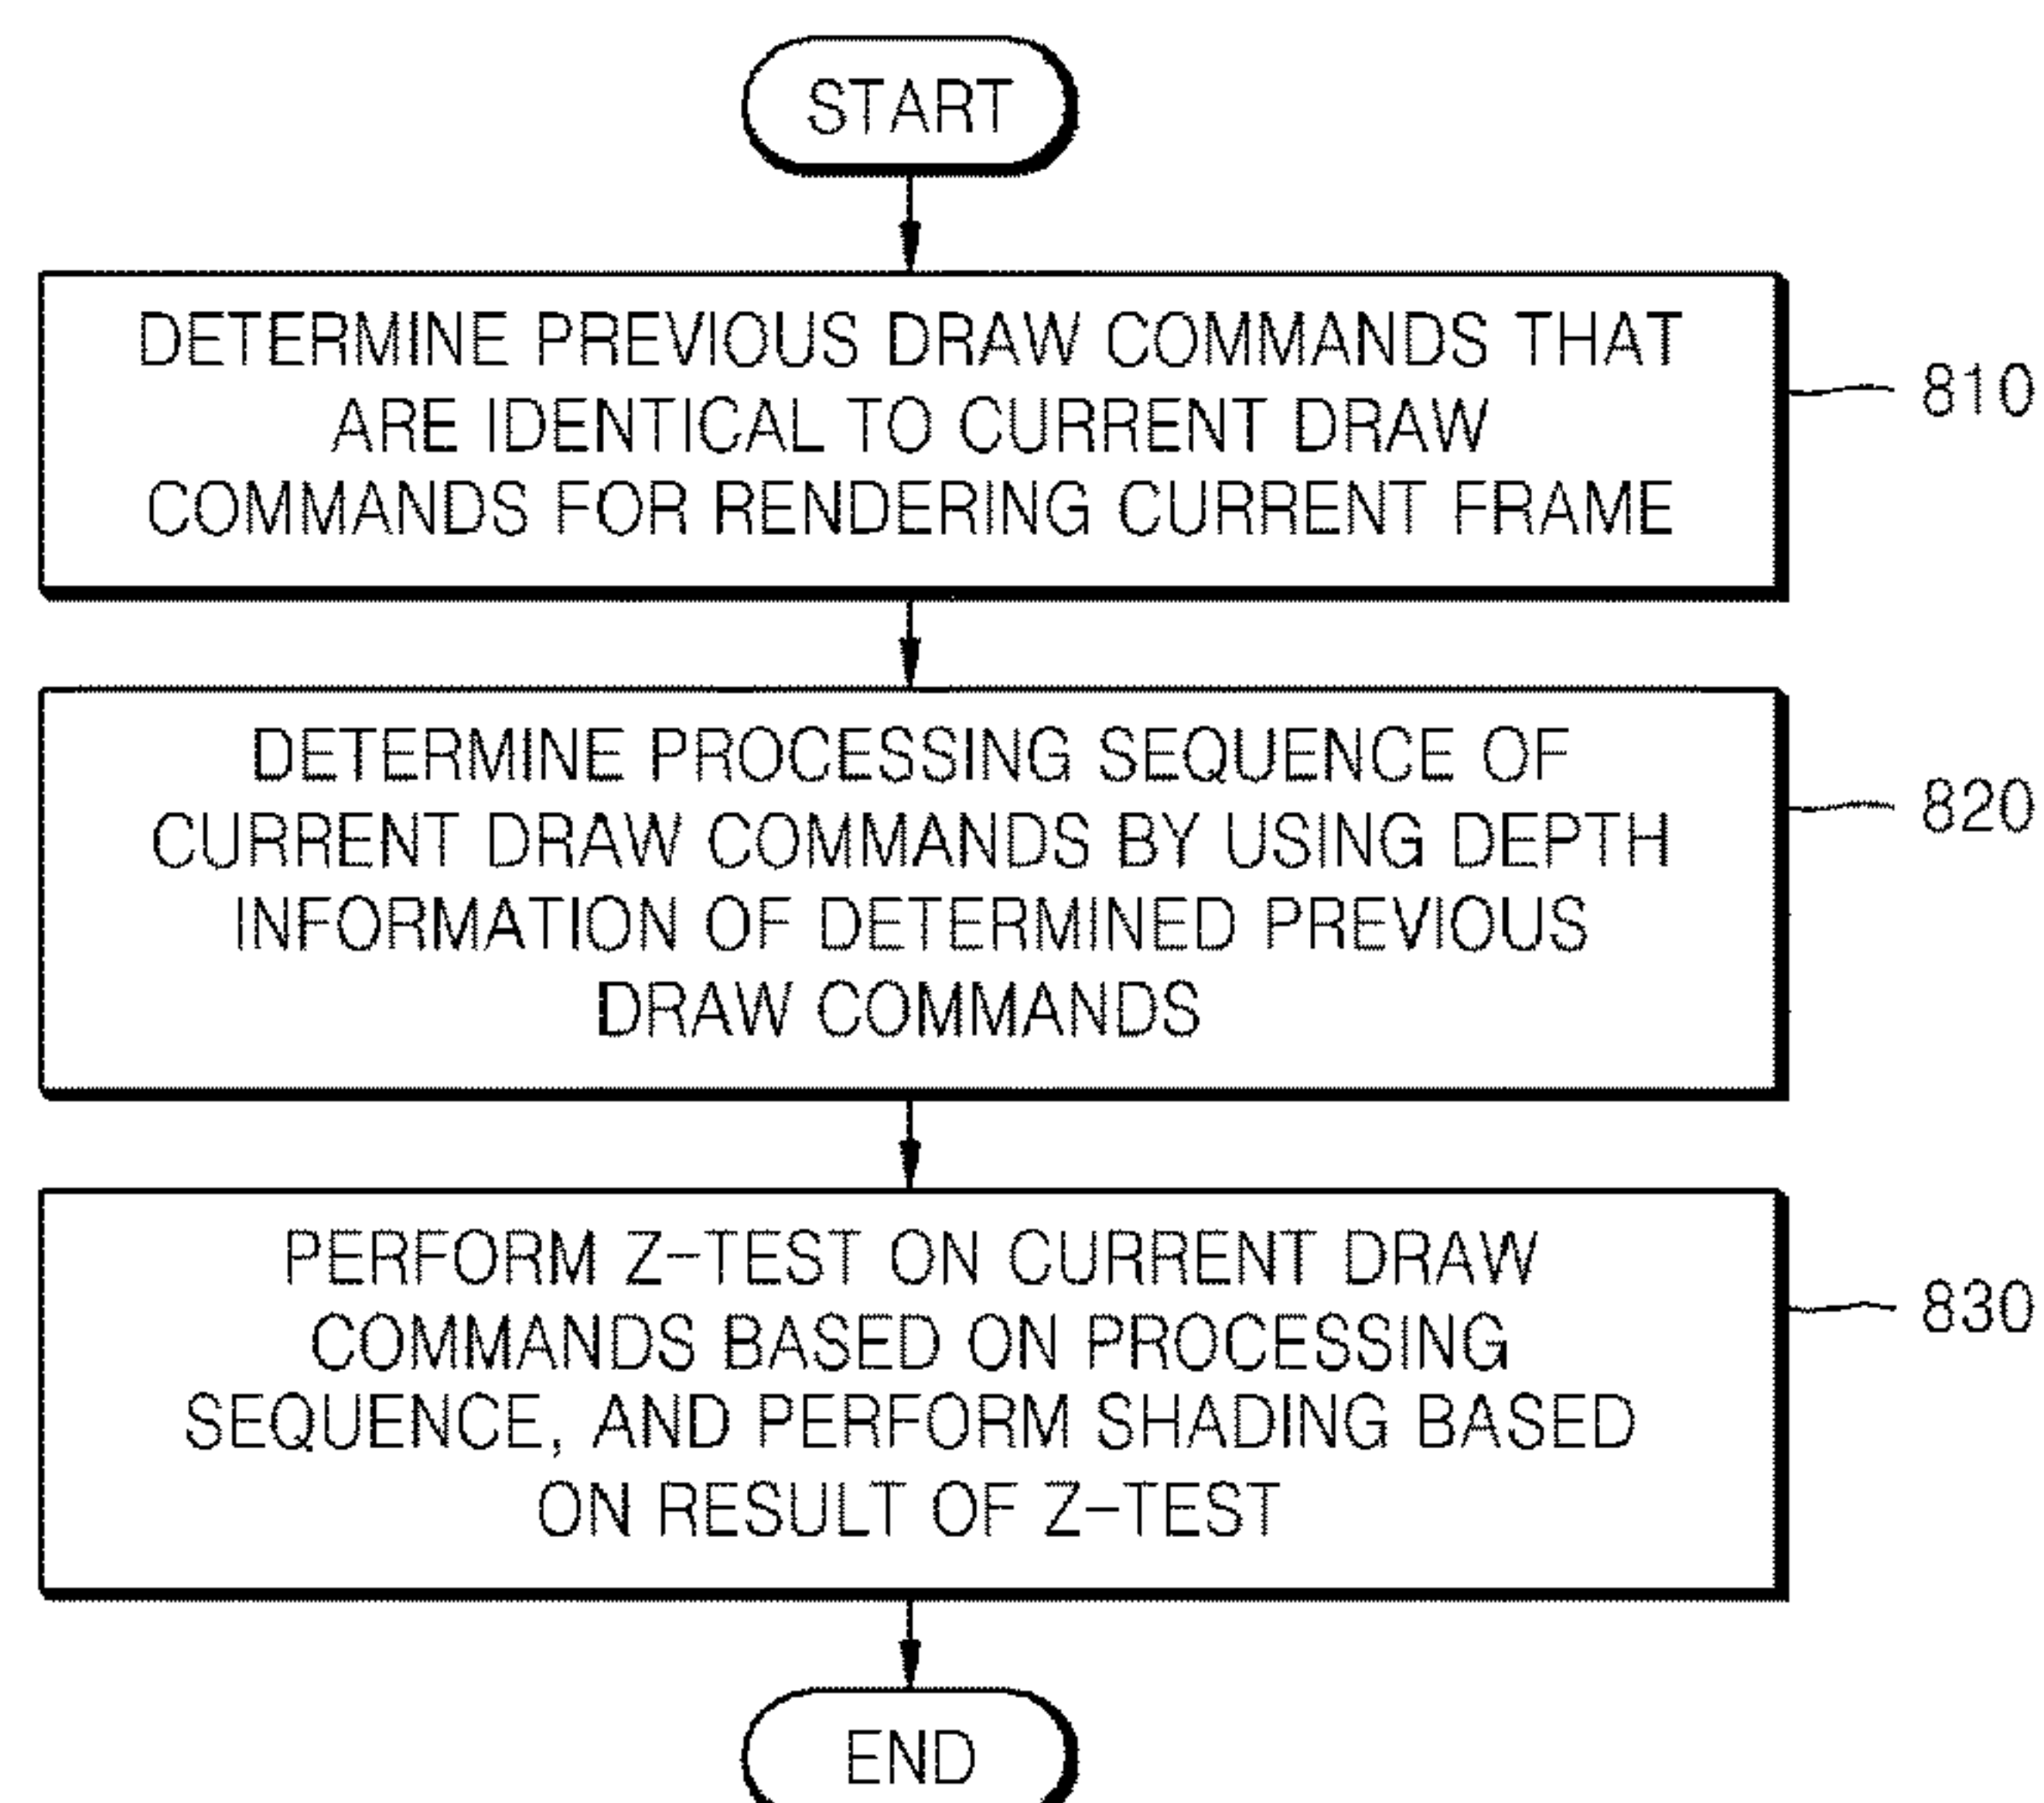 START
DETERMINE PREVIOUS DRAW COMMANDS THAT
ARE IDENTICAL TO CURRENT DRAW
COMMANDS FOR RENDERING CURRENT FRAME
810
DETERMINE PROCESSING SEQUENCE OF
CURRENT DRAW COMMANDS BY USING DEPTH
INFORMATION OF DETERMINED PREVIOUS
DRAW COMMANDS
820
PERFORM Z-TEST ON CURRENT DRAW
COMMANDS BASED ON PROCESSING
SEQUENCE, AND PERFORM SHADING BASED
ON RESULT OF Z-TEST
830
END